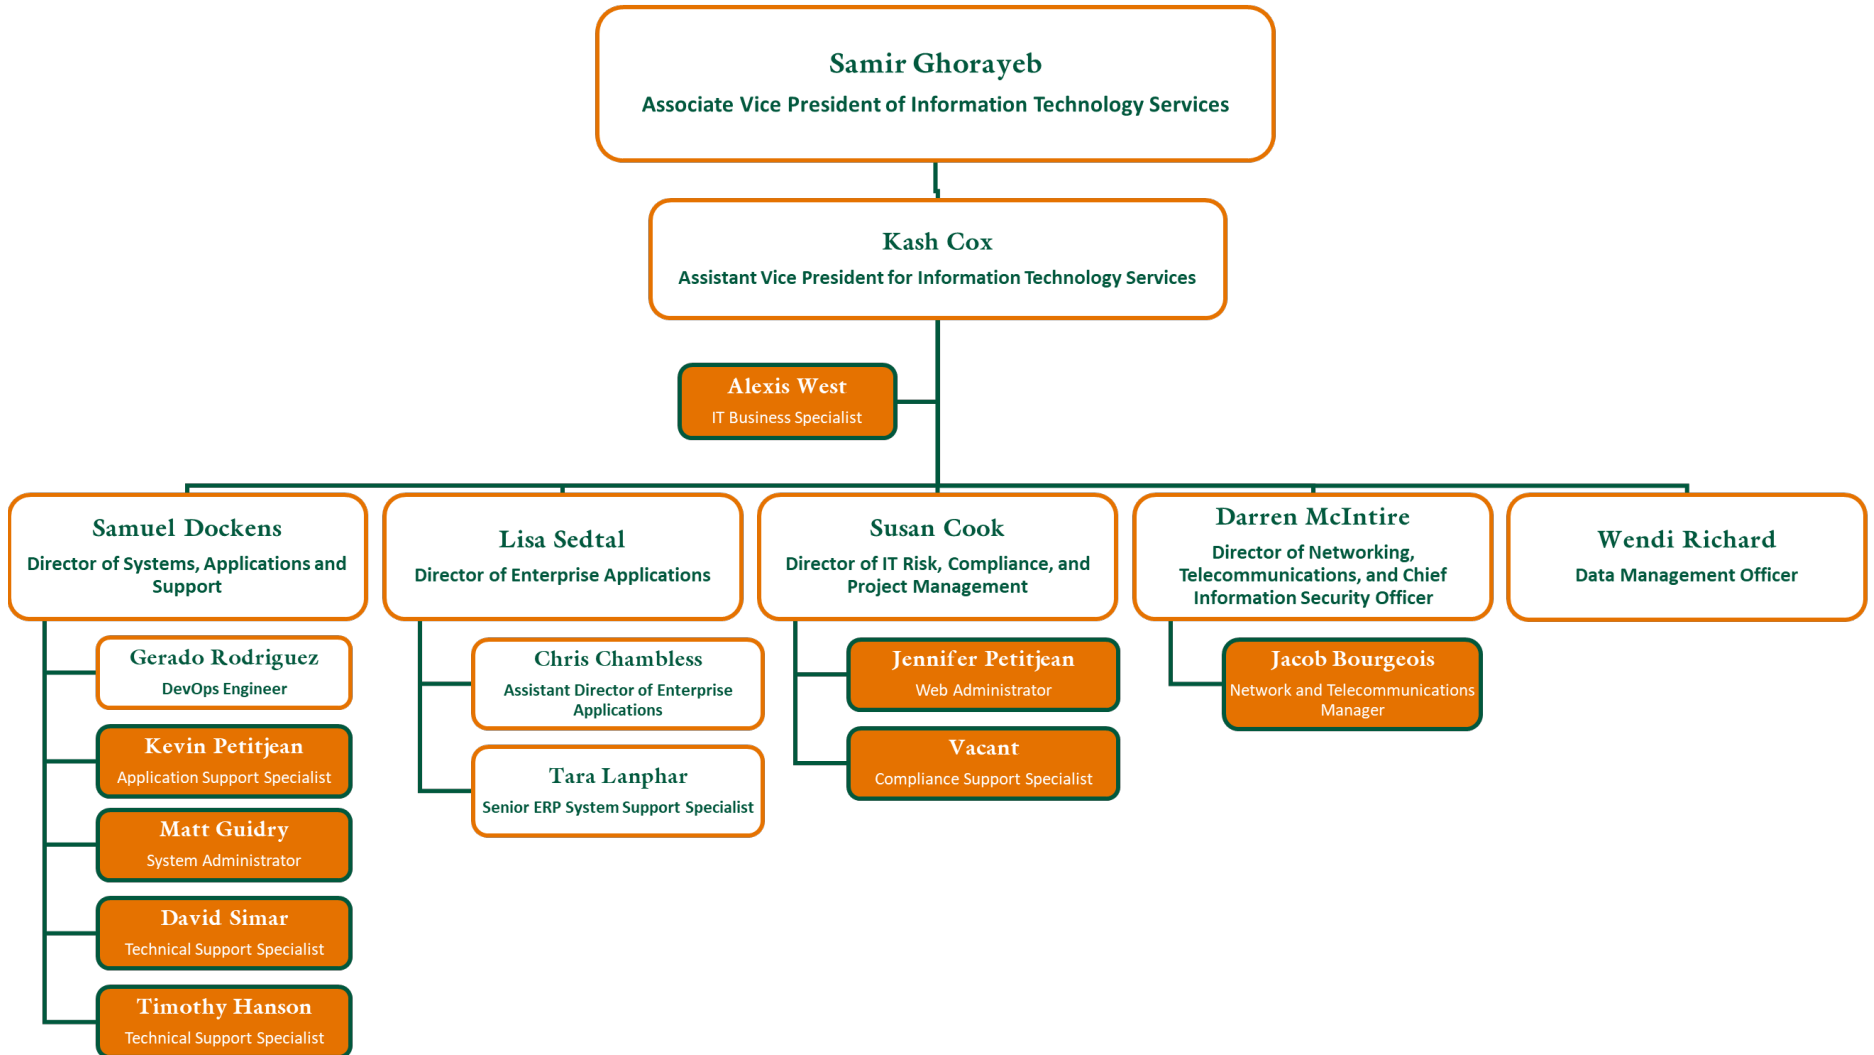 Samir Ghorayeb
Associate Vice President of Information Technology Services
Kash Cox
Assistant Vice President for Information Technology Services
Alexis West
IT Business Specialist
Samuel Dockens
Director of Systems, Applications and
Support
Gerado Rodriguez
DevOps Engineer
Kevin Petitjean
Application Support Specialist
Matt Guidry
System Administrator
David Simar
Technical Support Specialist
Timothy Hanson
Technical Support Specialist
Lisa Sedtal
Director of Enterprise Applications
Chris Chambless
Assistant Director of Enterprise
Applications
Tara Lanphar
Senior ERP System Support Specialist
Susan Cook
Director of IT Risk, Compliance, and
Project Management
Jennifer Petitjean
Web Administrator
Vacant
Compliance Support Specialist
Darren McIntire
Director of Networking,
Telecommunications, and Chief
Information Security Officer
Jacob Bourgeois
Network and Telecommunications
Manager
Wendi Richard
Data Management Officer